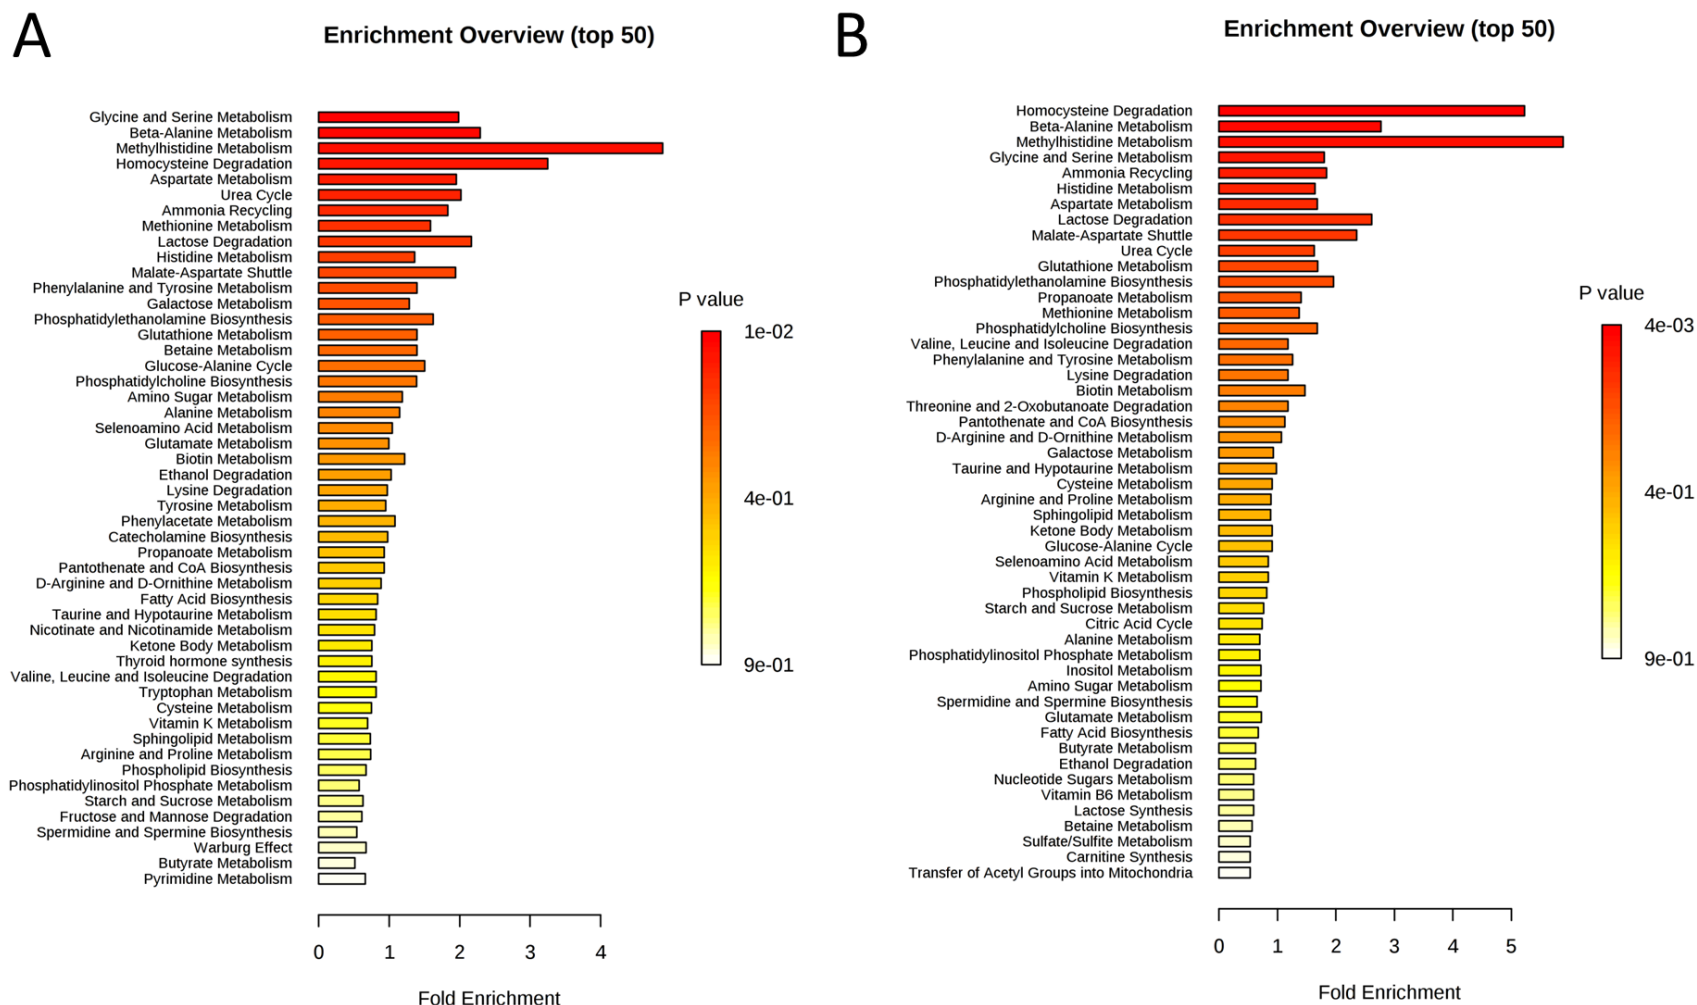 A
Enrichment Overview (top 50)
Glycine and Serine Metabolism
Beta-Alanine Metabolism
Methylhistidine Metabolism
Homocysteine Degradation
Aspartate Metabolism
Urea Cycle
Ammonia Recycling
Methionine Metabolism
Lactose Degradation
Histidine Metabolism
Malate-Aspartate Shuttle
Phenylalanine and Tyrosine Metabolism
Galactose Metabolism
Phosphatidylethanolamine Biosynthesis
Glutathione Metabolism
Betaine Metabolism
Glucose-Alanine Cycle
Phosphatidylcholine Biosynthesis
Amino Sugar Metabolism
Alanine Metabolism
Selenoamino Acid Metabolism
Glutamate Metabolism
Biotin Metabolism
Ethanol Degradation
Lysine Degradation
Tyrosine Metabolism
Phenylacetate Metabolism
Catecholamine Biosynthesis
Propanoate Metabolism
Pantothenate and CoA Biosynthesis
D-Arginine and D-Ornithine Metabolism
Fatty Acid Biosynthesis
Taurine and Hypotaurine Metabolism
Nicotinate and Nicotinamide Metabolism
Ketone Body Metabolism
Thyroid hormone synthesis
Valine, Leucine and Isoleucine Degradation
Tryptophan Metabolism
Cysteine Metabolism
Vitamin K Metabolism
Sphingolipid Metabolism
Arginine and Proline Metabolism
Phospholipid Biosynthesis
Phosphatidylinositol Phosphate Metabolism
Starch and Sucrose Metabolism
Fructose and Mannose Degradation
Spermidine and Spermine Biosynthesis
Warburg Effect
Butyrate Metabolism
Pyrimidine Metabolism
0 1 2 3 4
Fold Enrichment
P value
1e-02
4e-01
9e-01
B
Enrichment Overview (top 50)
Homocysteine Degradation
Beta-Alanine Metabolism
Methylhistidine Metabolism
Glycine and Serine Metabolism
Ammonia Recycling
Histidine Metabolism
Aspartate Metabolism
Lactose Degradation
Malate-Aspartate Shuttle
Urea Cycle
Glutathione Metabolism
Phosphatidylethanolamine Biosynthesis
Propanoate Metabolism
Methionine Metabolism
Phosphatidylcholine Biosynthesis
Valine, Leucine and Isoleucine Degradation
Phenylalanine and Tyrosine Metabolism
Lysine Degradation
Biotin Metabolism
Threonine and 2-Oxobutanoate Degradation
Pantothenate and CoA Biosynthesis
D-Arginine and D-Ornithine Metabolism
Galactose Metabolism
Taurine and Hypotaurine Metabolism
Cysteine Metabolism
Arginine and Proline Metabolism
Sphingolipid Metabolism
Ketone Body Metabolism
Glucose-Alanine Cycle
Selenoamino Acid Metabolism
Vitamin K Metabolism
Phospholipid Biosynthesis
Starch and Sucrose Metabolism
Citric Acid Cycle
Alanine Metabolism
Phosphatidylinositol Phosphate Metabolism
Inositol Metabolism
Amino Sugar Metabolism
Spermidine and Spermine Biosynthesis
Glutamate Metabolism
Fatty Acid Biosynthesis
Butyrate Metabolism
Ethanol Degradation
Nucleotide Sugars Metabolism
Vitamin B6 Metabolism
Lactose Synthesis
Betaine Metabolism
Sulfate/Sulfite Metabolism
Carnitine Synthesis
Transfer of Acetyl Groups into Mitochondria
0 1 2 3 4 5
Fold Enrichment
P value
4e-03
4e-01
9e-01